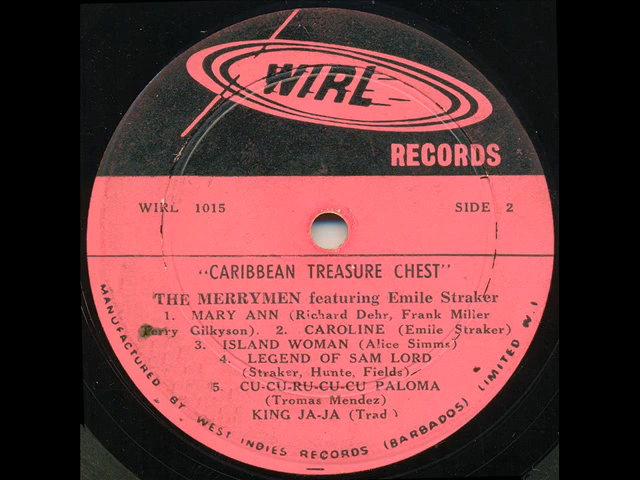 WIRL
RECORDS
WIRL 1015 SIDE 2
"CARIBBEAN TREASURE CHEST"
THE MERRYMEN featuring Emile Straker
1. MARY ANN (Richard Dehr, Frank Miller
Terry Gilkyson). 2. CAROLINE (Emile Straker)
3. ISLAND WOMAN (Alice Simms)
4. LEGEND OF SAM LORD
(Straker, Hunte, Fields)
5. CU-CU-RU-CU-CU PALOMA
(Tromas Mendez)
KING JA-JA (Trad)
MANUFACTURED BY WEST INDIES RECORDS (BARBADOS) LIMITED W.I.